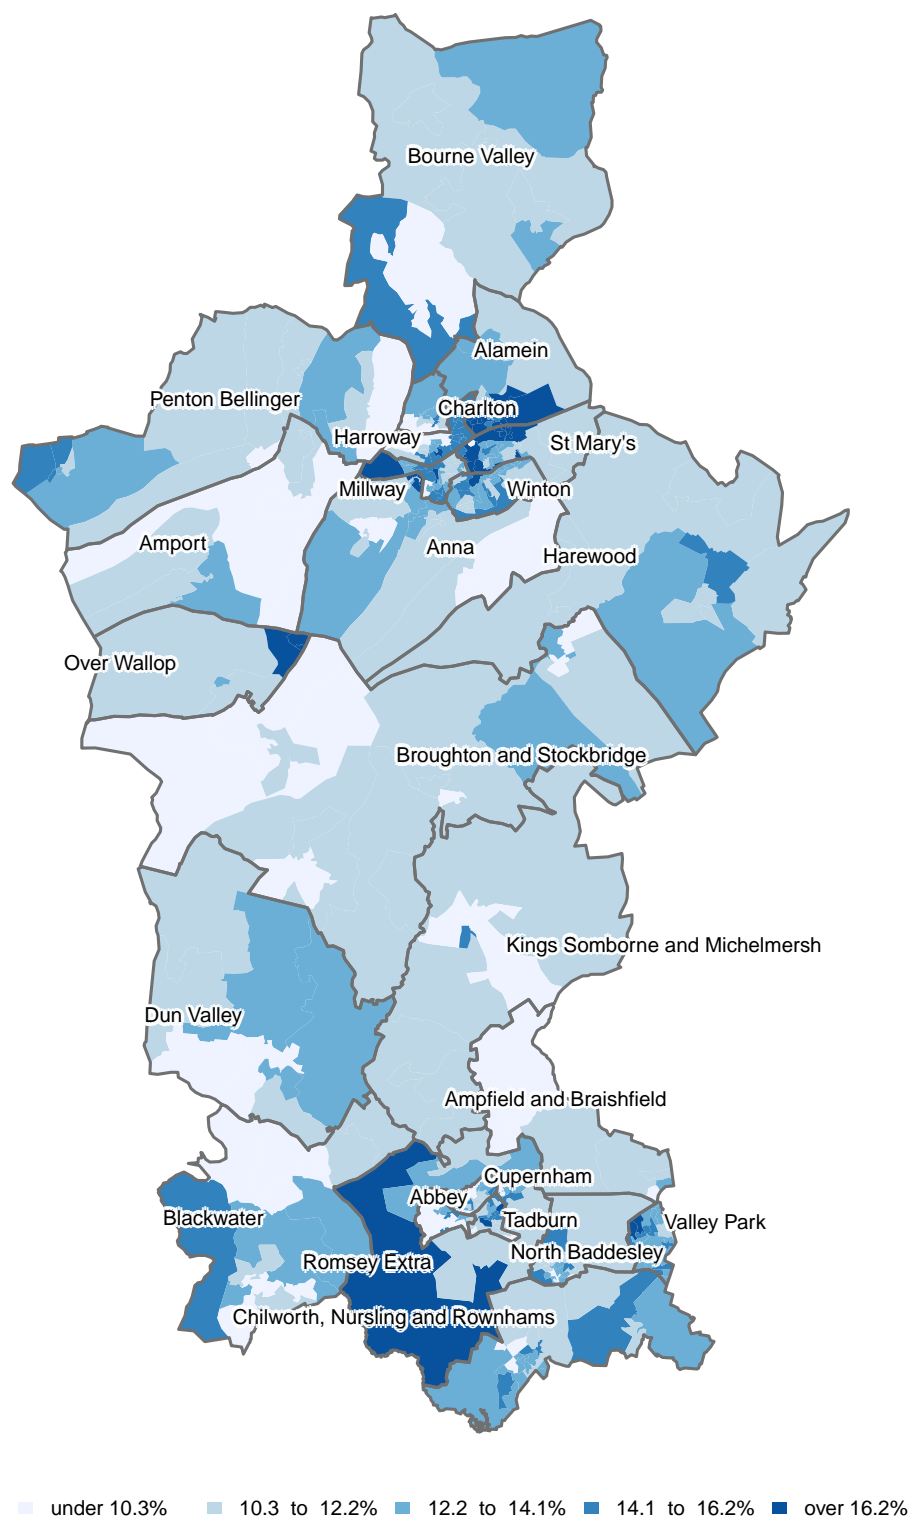 Bourne Valley
Alamein
Penton Bellinger
Charlton
Harroway
St Mary's
Millway
Winton
Amport
Anna
Harewood
Over Wallop
Broughton and Stockbridge
Kings Somborne and Michelmersh
Dun Valley
Ampfield and Braishfield
Cupernham
Abbey
Blackwater
Tadburn
Valley Park
North Baddesley
Romsey Extra
Chilworth, Nursling and Rownhams
under 10.3% 10.3 to 12.2% 12.2 to 14.1% 14.1 to 16.2% over 16.2%